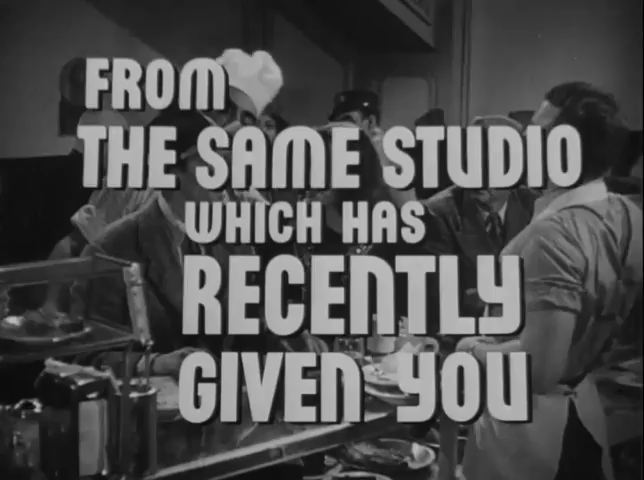 FROM
THE SAME STUDIO
WHICH HAS
RECENTLY
GIVEN YOU